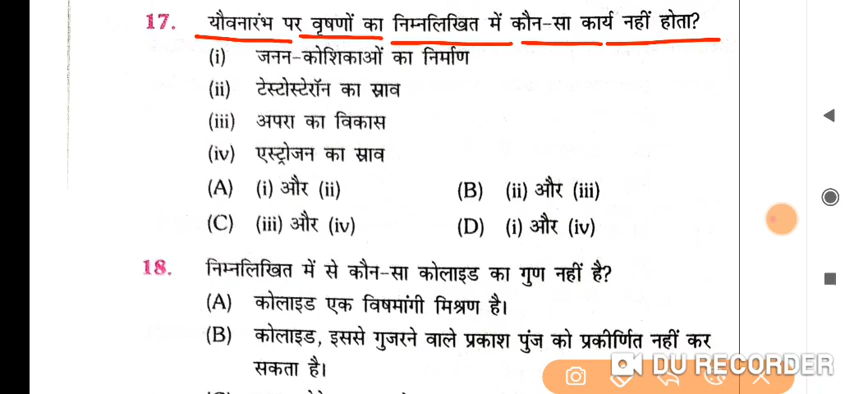 17. यौवनारंभ पर वृषणों का निम्नलिखित में कौन-सा कार्य नहीं होता?
(i) जनन-कोशिकाओं का निर्माण
(ii) टेस्टोस्टेरॉन का स्राव
(iii) अपरा का विकास
(iv) एस्ट्रोजन का स्राव
(A) (i) और (ii) (B) (ii) और (iii)
(C) (iii) और (iv) (D) (i) और (iv)
18. निम्नलिखित में से कौन-सा कोलाइड का गुण नहीं है?
(A) कोलाइड एक विषमांगी मिश्रण है।
(B) कोलाइड, इससे गुजरने वाले प्रकाश पुंज को प्रकीर्णित नहीं कर
सकता है।
DU RECORDER